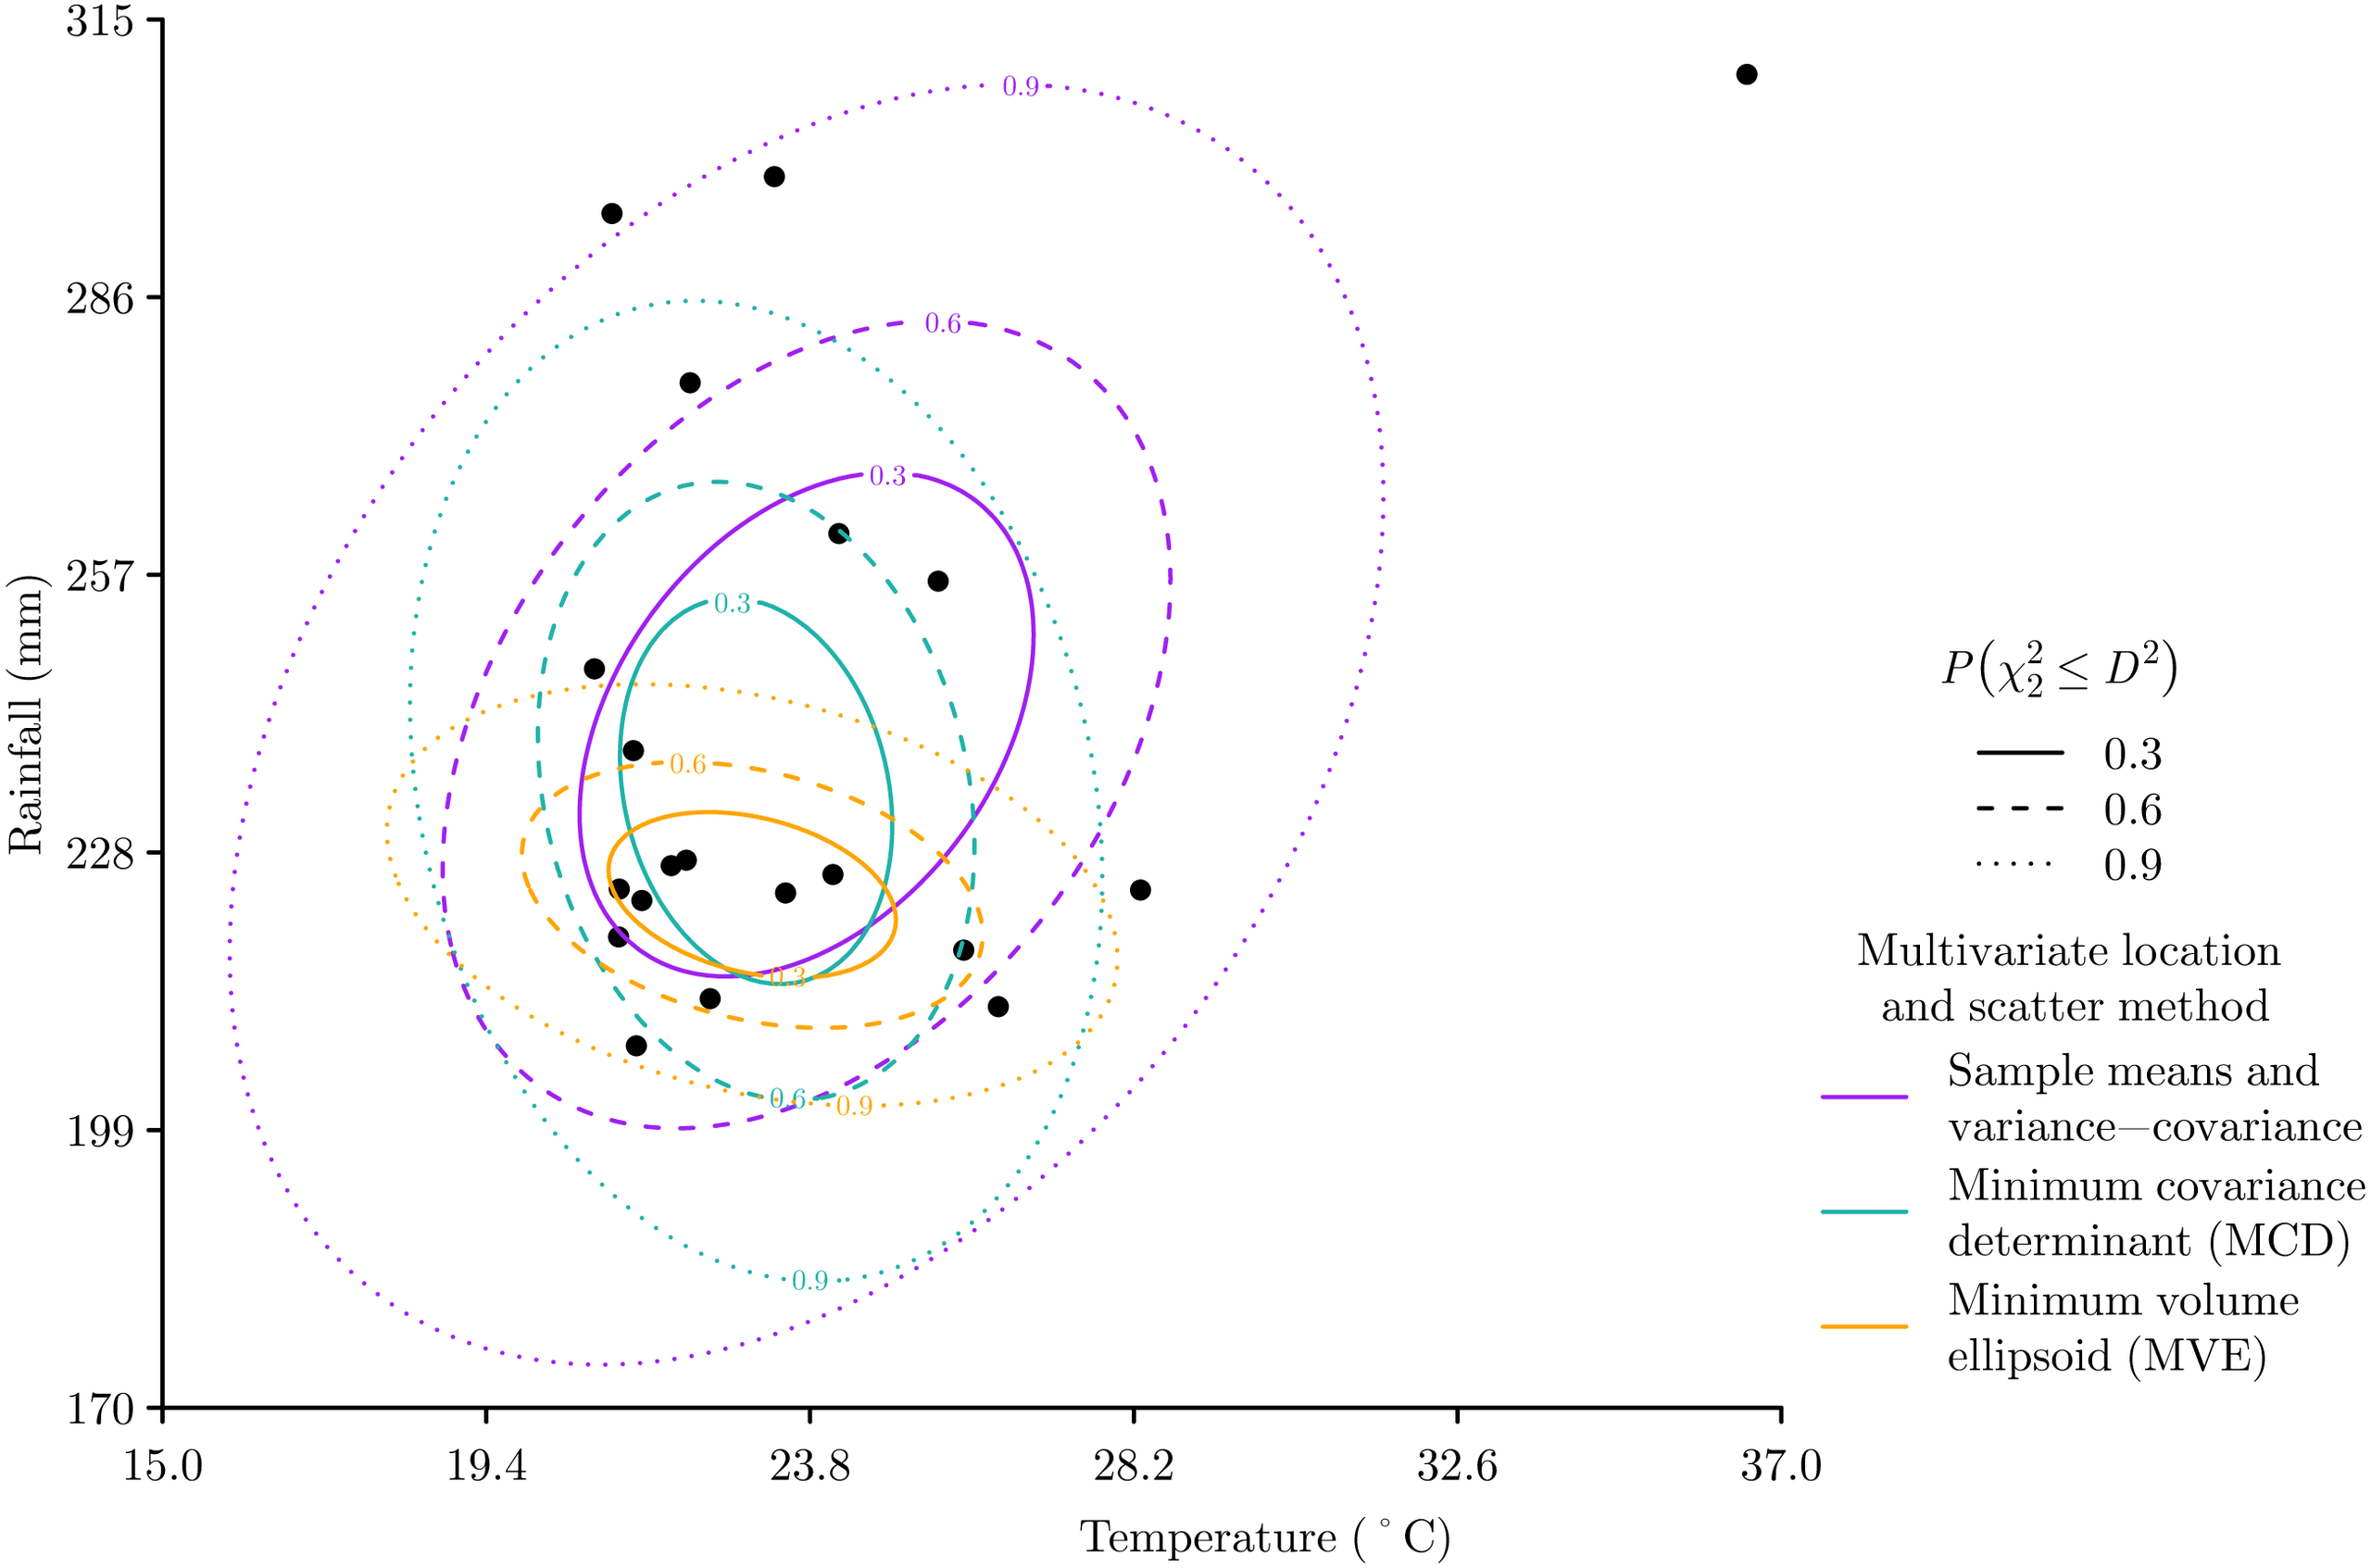 315
286
257
228
199
170
Rainfall (mm)
15.0
19.4
23.8
28.2
32.6
37.0
Temperature (°C)
0.9
0.6
0.3
0.3
0.6
0.3
0.6
0.9
0.9
P(χ²₂ ≤ D²)
0.3
0.6
0.9
Multivariate location
and scatter method
Sample means and
variance–covariance
Minimum covariance
determinant (MCD)
Minimum volume
ellipsoid (MVE)